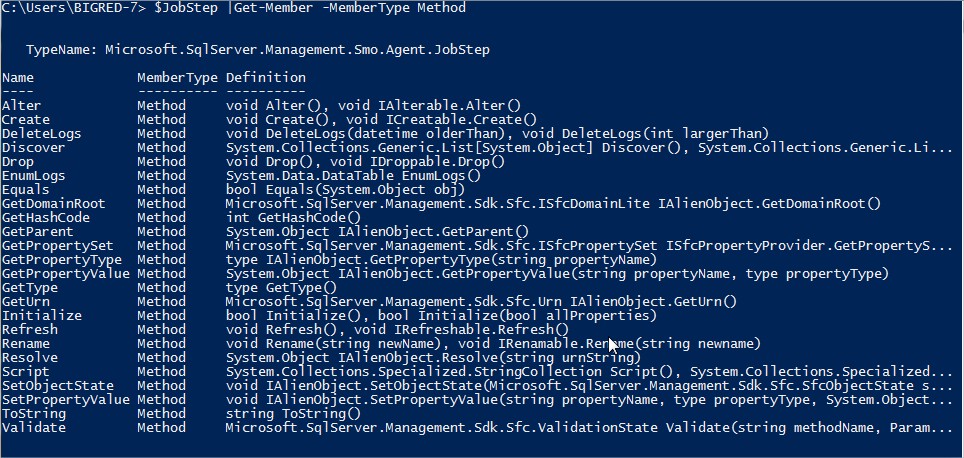 C:\Users\BIGRED-7> $JobStep |Get-Member -MemberType Method
TypeName: Microsoft.SqlServer.Management.Smo.Agent.JobStep
Name MemberType Definition
---- ---------- ----------
Alter Method void Alter(), void IAlterable.Alter()
Create Method void Create(), void ICreatable.Create()
DeleteLogs Method void DeleteLogs(datetime olderThan), void DeleteLogs(int largerThan)
Discover Method System.Collections.Generic.List[System.Object] Discover(), System.Collections.Generic.Li...
Drop Method void Drop(), void IDroppable.Drop()
EnumLogs Method System.Data.DataTable EnumLogs()
Equals Method bool Equals(System.Object obj)
GetDomainRoot Method Microsoft.SqlServer.Management.Sdk.Sfc.ISfcDomainLite IAlienObject.GetDomainRoot()
GetHashCode Method int GetHashCode()
GetParent Method System.Object IAlienObject.GetParent()
GetPropertySet Method Microsoft.SqlServer.Management.Sdk.Sfc.ISfcPropertySet ISfcPropertyProvider.GetPropertyS...
GetPropertyType Method type IAlienObject.GetPropertyType(string propertyName)
GetPropertyValue Method System.Object IAlienObject.GetPropertyValue(string propertyName, type propertyType)
GetType Method type GetType()
GetUrn Method Microsoft.SqlServer.Management.Sdk.Sfc.Urn IAlienObject.GetUrn()
Initialize Method bool Initialize(), bool Initialize(bool allProperties)
Refresh Method void Refresh(), void IRefreshable.Refresh()
Rename Method void Rename(string newName), void IRenamable.Rename(string newname)
Resolve Method System.Object IAlienObject.Resolve(string urnString)
Script Method System.Collections.Specialized.StringCollection Script(), System.Collections.Specialized...
SetObjectState Method void IAlienObject.SetObjectState(Microsoft.SqlServer.Management.Sdk.Sfc.SfcObjectState s...
SetPropertyValue Method void IAlienObject.SetPropertyValue(string propertyName, type propertyType, System.Object...
ToString Method string ToString()
Validate Method Microsoft.SqlServer.Management.Sdk.Sfc.ValidationState Validate(string methodName, Param...